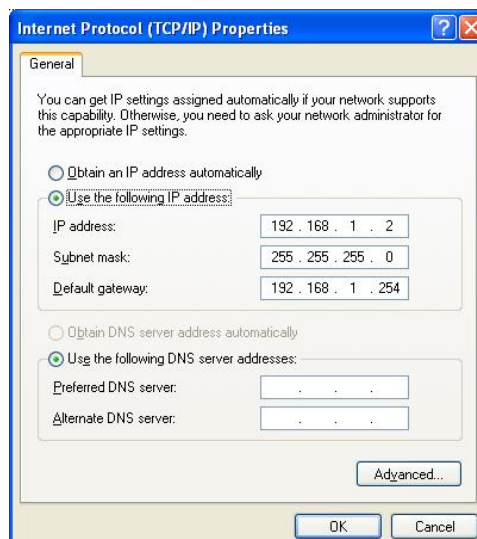 Internet Protocol (TCP/IP) Properties
General
You can get IP settings assigned automatically if your network supports
this capability. Otherwise, you need to ask your network administrator for
the appropriate IP settings.
Obtain an IP address automatically
Use the following IP address:
IP address: 192 . 168 . 1 . 2
Subnet mask: 255 . 255 . 255 . 0
Default gateway: 192 . 168 . 1 . 254
Obtain DNS server address automatically
Use the following DNS server addresses:
Preferred DNS server: . . .
Alternate DNS server: . . .
Advanced...
OK Cancel